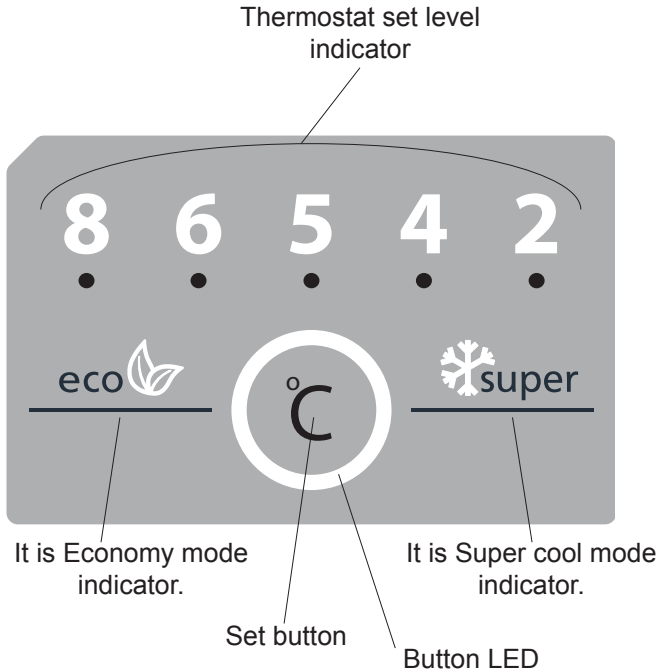 Thermostat set level
indicator
8 6 5 4 2
eco
°C
super
It is Economy mode
indicator.
It is Super cool mode
indicator.
Set button
Button LED